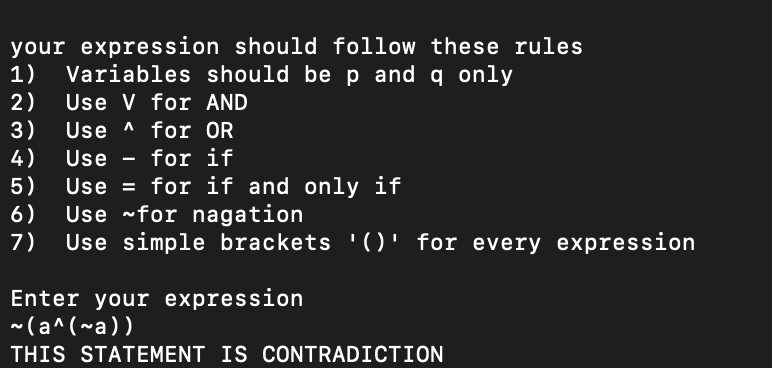 your expression should follow these rules
1)  Variables should be p and q only
2)  Use V for AND
3)  Use ^ for OR
4)  Use – for if
5)  Use = for if and only if
6)  Use ~for nagation
7)  Use simple brackets '()' for every expression
Enter your expression
~(a^(~a))
THIS STATEMENT IS CONTRADICTION